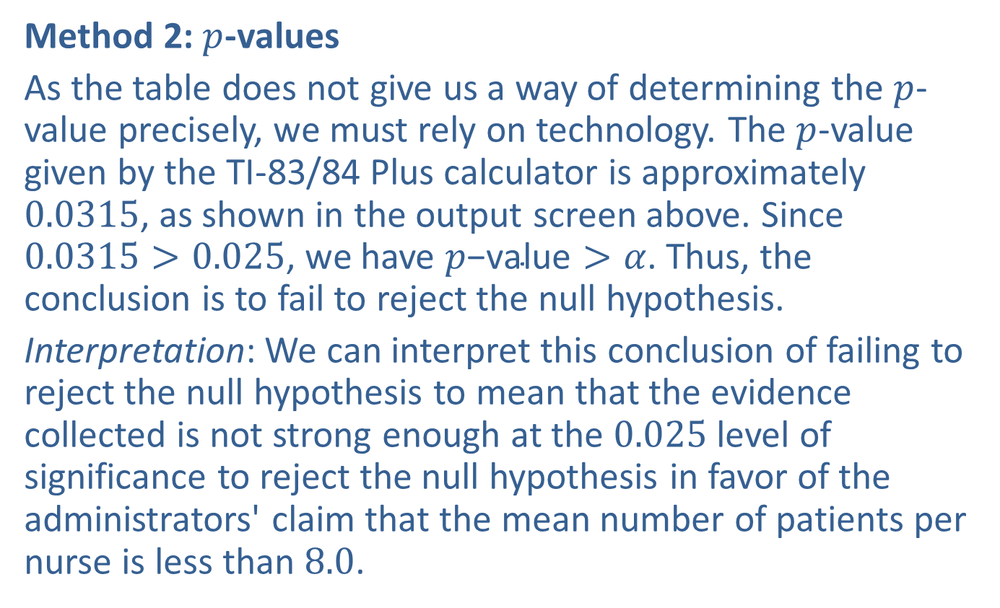 Method 2: p-values
As the table does not give us a way of determining the p-
value precisely, we must rely on technology. The p-value
given by the TI-83/84 Plus calculator is approximately
0.0315, as shown in the output screen above. Since
0.0315 > 0.025, we have p−value > α. Thus, the
conclusion is to fail to reject the null hypothesis.
Interpretation: We can interpret this conclusion of failing to
reject the null hypothesis to mean that the evidence
collected is not strong enough at the 0.025 level of
significance to reject the null hypothesis in favor of the
administrators' claim that the mean number of patients per
nurse is less than 8.0.